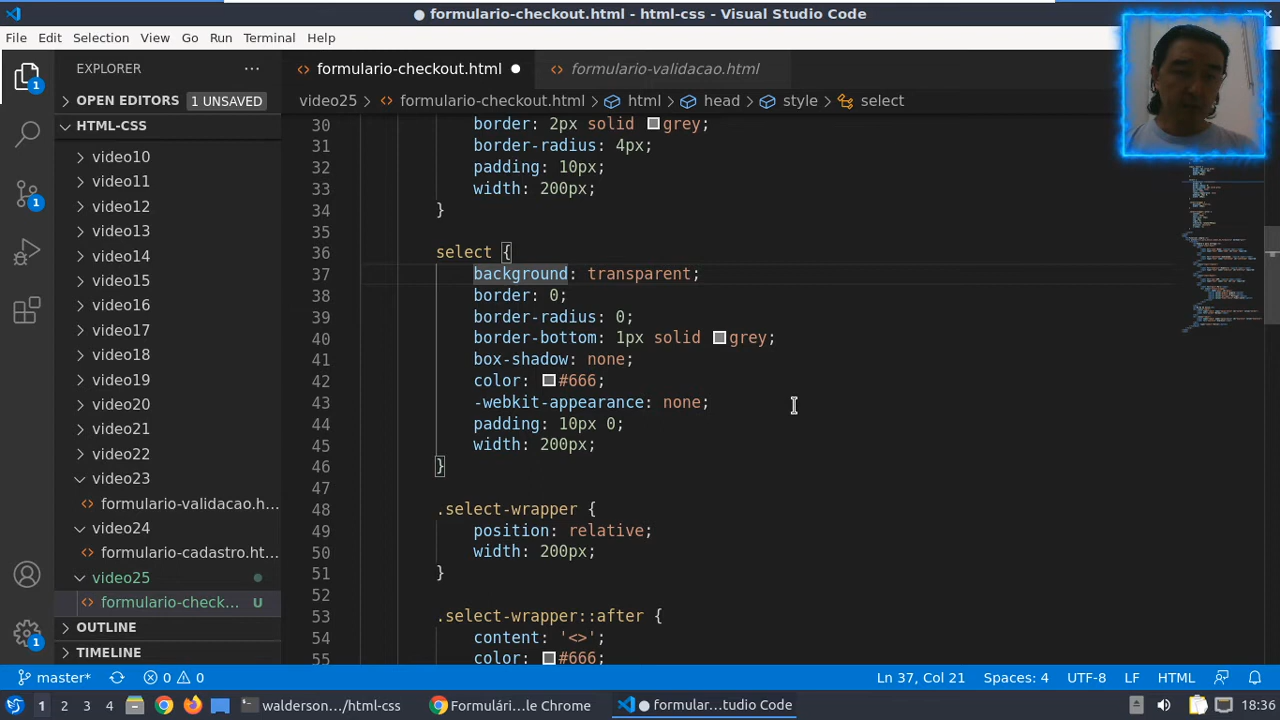 formulario-checkout.html - html-css - Visual Studio Code
File Edit Selection View Go Run Terminal Help
EXPLORER
formulario-checkout.html
formulario-validacao.html
OPEN EDITORS 1 UNSAVED
video25 > formulario-checkout.html > html > head > style > select
HTML-CSS
video10
video11
video12
video13
video14
video15
video16
video17
video18
video19
video20
video21
video22
video23
formulario-validacao.h...
video24
formulario-cadastro.ht...
video25
formulario-check... U
OUTLINE
TIMELINE
1
1
1
30 border: 2px solid grey;
31 border-radius: 4px;
32 padding: 10px;
33 width: 200px;
34 }
35
36 select {
37 background: transparent;
38 border: 0;
39 border-radius: 0;
40 border-bottom: 1px solid grey;
41 box-shadow: none;
42 color: #666;
43 -webkit-appearance: none;
44 padding: 10px 0;
45 width: 200px;
46 }
47
48 .select-wrapper {
49 position: relative;
50 width: 200px;
51 }
52
53 .select-wrapper::after {
54 content: '<>';
55 color: #666;
master* 0 0 Ln 37, Col 21 Spaces: 4 UTF-8 LF HTML
1 2 3 4 walderson.../html-css Formulári...le Chrome formular...tudio Code 18:36